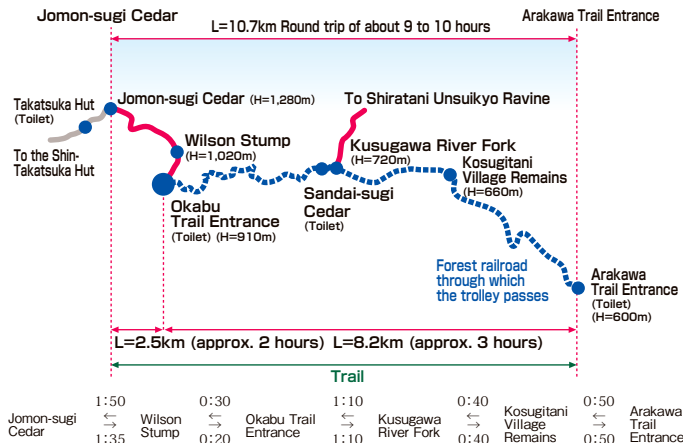 Jomon-sugi Cedar
L=10.7km Round trip of about 9 to 10 hours
Arakawa Trail Entrance
Takatsuka Hut
(Toilet)
To the Shin-
Takatsuka Hut
Jomon-sugi Cedar (H=1,280m)
To Shiratani Unsuikyo Ravine
Wilson Stump
(H=1,020m)
Kusugawa River Fork
(H=720m)
Kosugitani
Village Remains
(H=660m)
Okabu
Trail Entrance
(Toilet) (H=910m)
Sandai-sugi
Cedar
(Toilet)
Forest railroad
through which
the trolley passes
Arakawa
Trail Entrance
(Toilet)
(H=600m)
L=2.5km (approx. 2 hours) L=8.2km (approx. 3 hours)
Trail
1:50 0:30 1:10 0:40 0:50
Jomon-sugi
Cedar
← →
Wilson
Stump
← →
Okabu Trail
Entrance
← →
Kusugawa
River Fork
← →
Kosugitani
Village
Remains
← →
Arakawa
Trail
Entrance
1:35 0:20 1:10 0:40 0:50